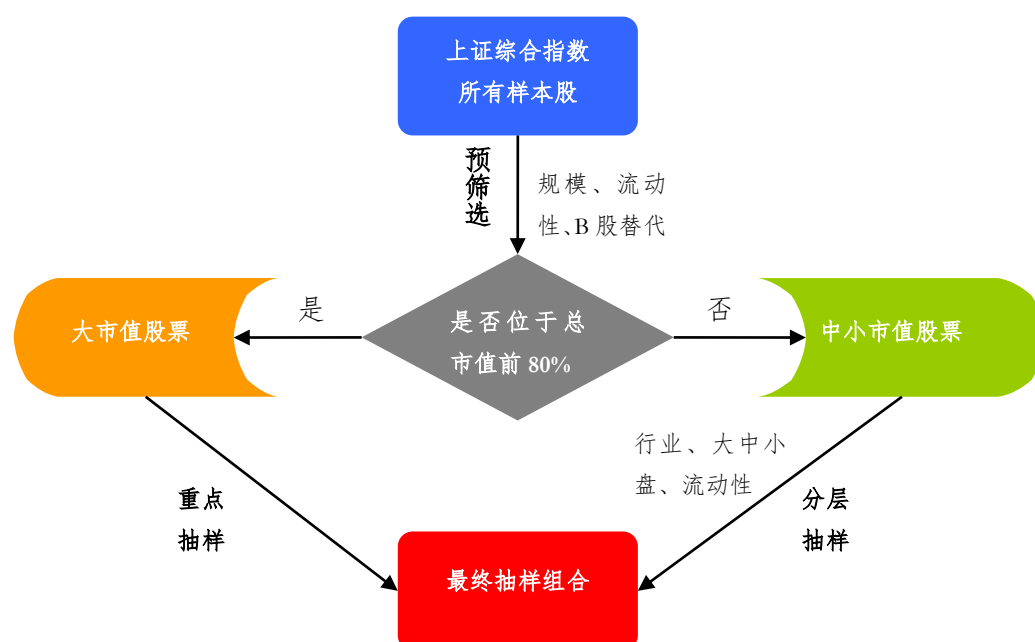 上证综合指数
所有样本股
预筛选
规模、流动
性、B 股替代
是
是否位于总
市值前 80%
否
大市值股票
中小市值股票
行业、大中小
盘、流动性
重点
抽样
分层
抽样
最终抽样组合